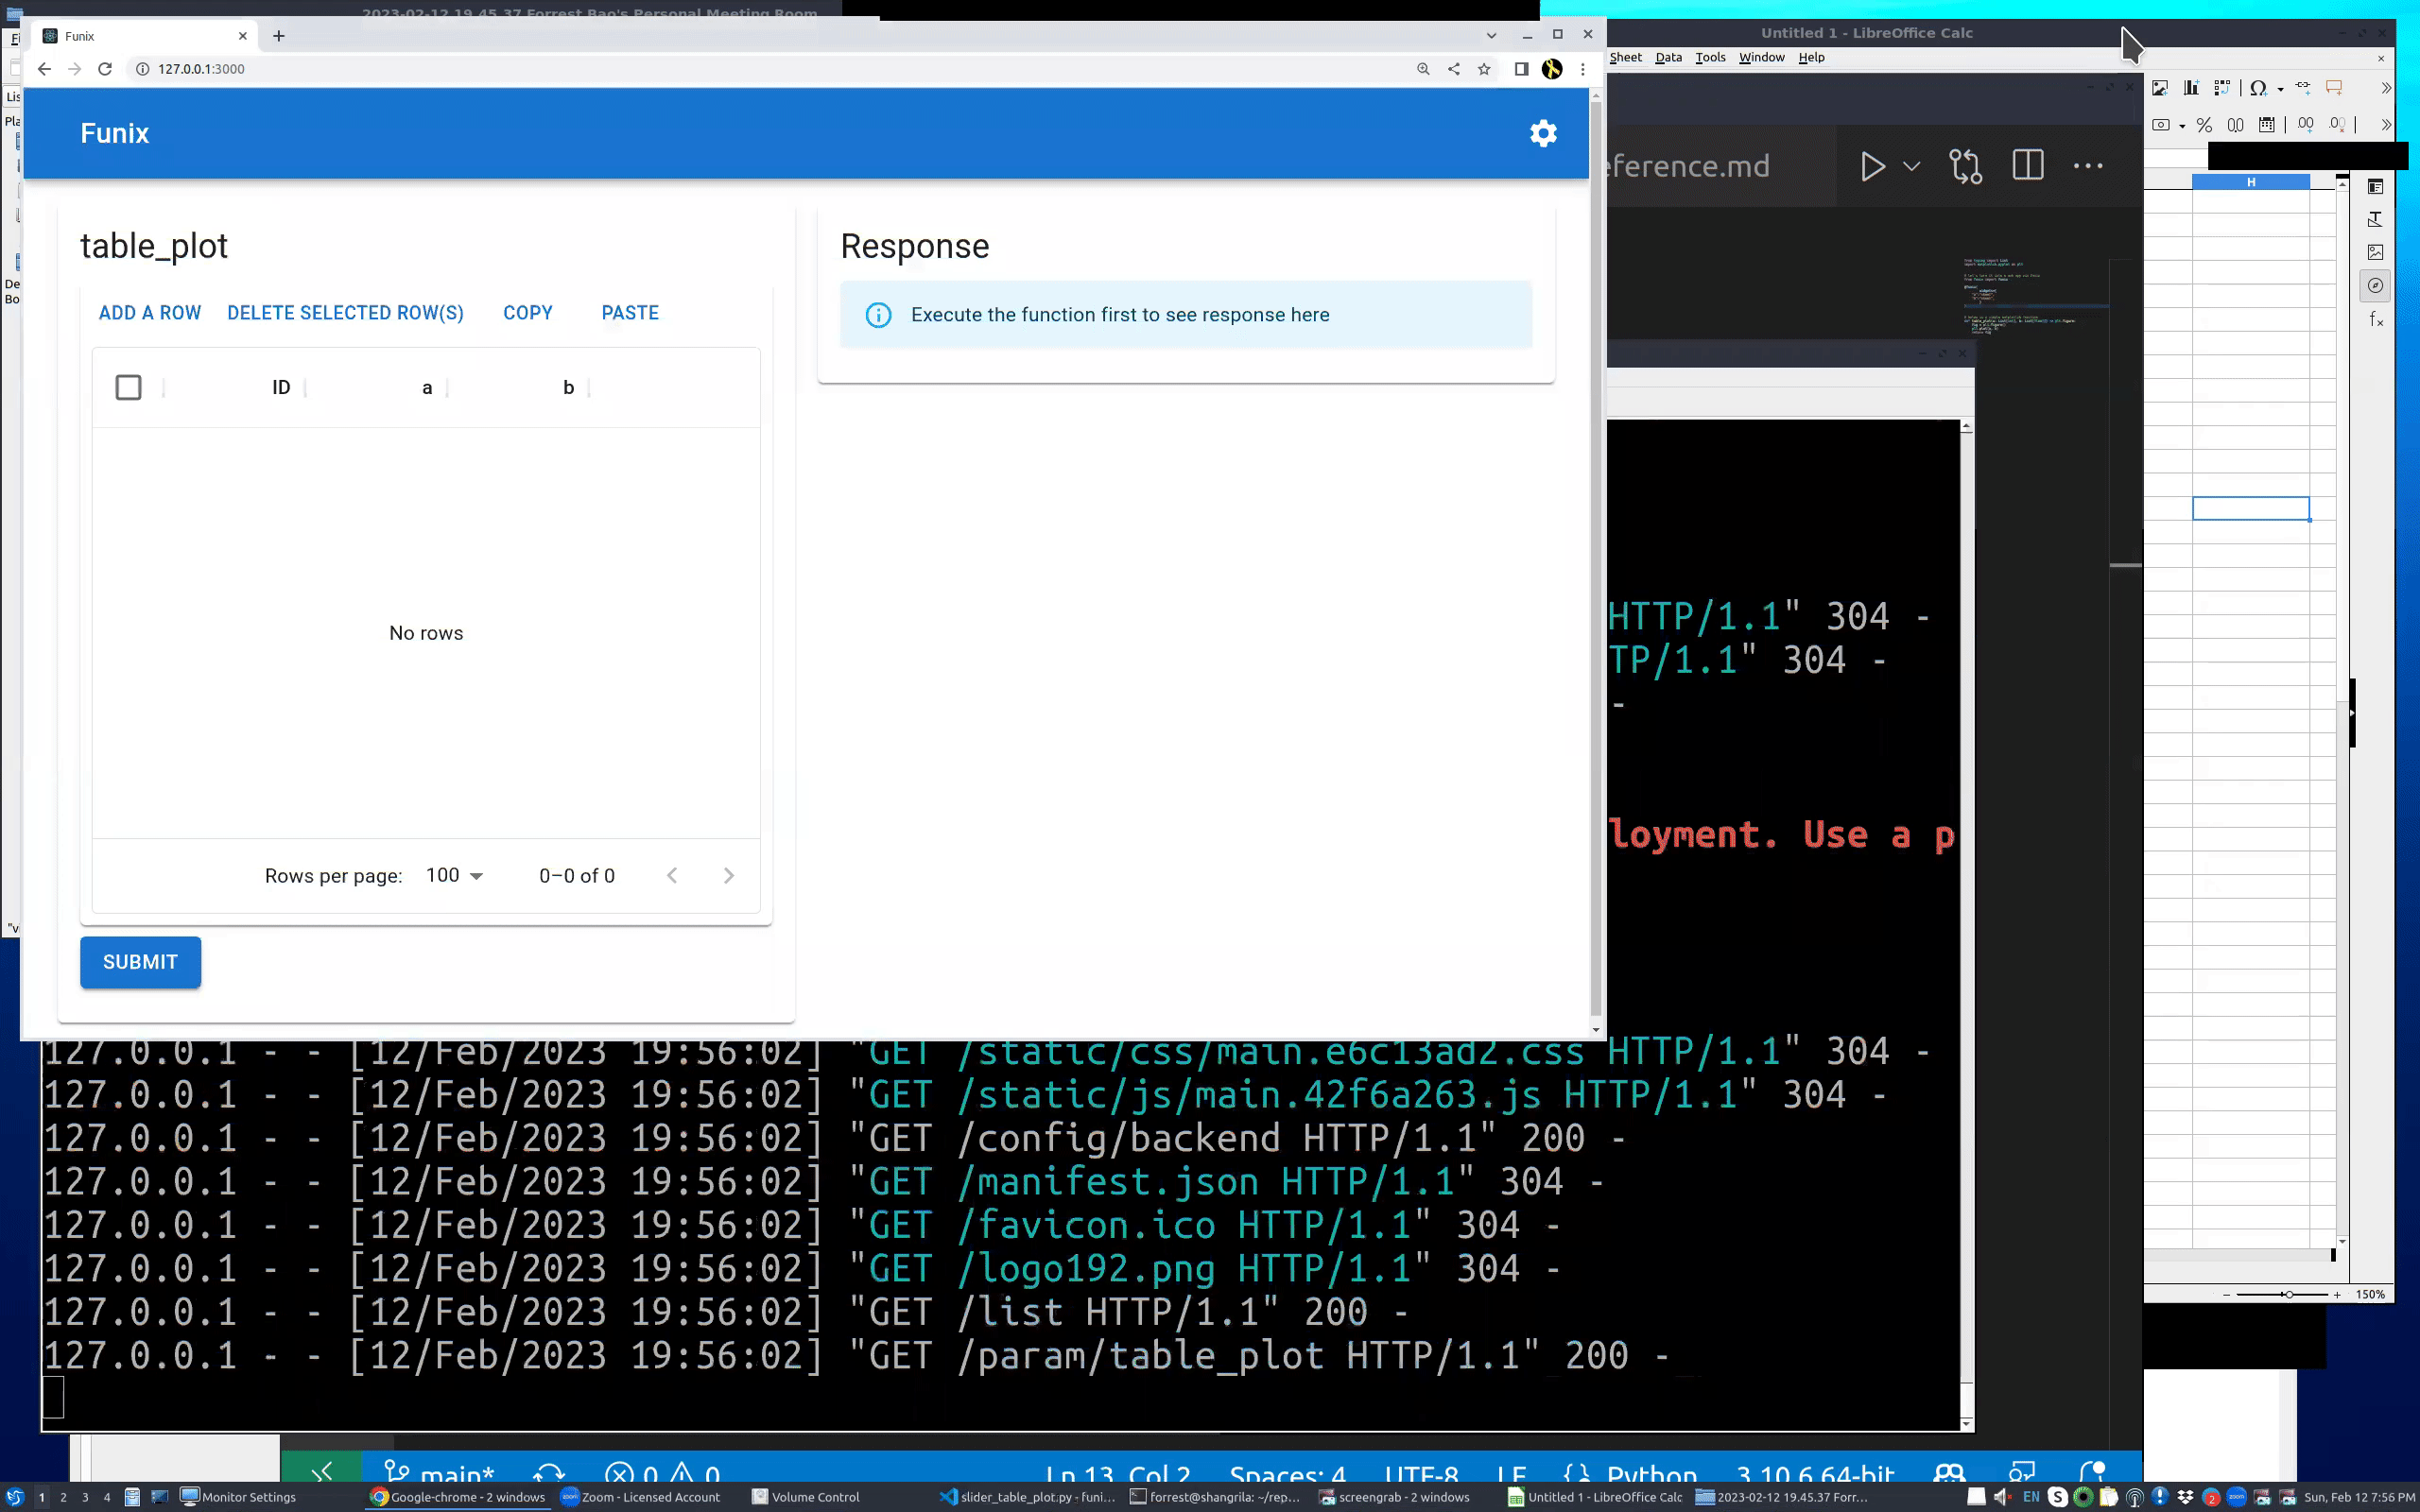 2023-02-12 19.45.37 Forrest Bao's Personal Meeting Room
Untitled 1 - LibreOffice Calc
Funix
127.0.0.1:3000
Sheet Data Tools Window Help
Funix
eference.md
table_plot
Response
ADD A ROW DELETE SELECTED ROW(S) COPY PASTE
Execute the function first to see response here
H
ID a b
No rows
HTTP/1.1" 304 -
TP/1.1" 304 -
-
loyment. Use a p
Rows per page: 100 0–0 of 0
SUBMIT
127.0.0.1 - - [12/Feb/2023 19:56:02] "GET /static/css/main.e6c13ad2.css HTTP/1.1" 304 -
127.0.0.1 - - [12/Feb/2023 19:56:02] "GET /static/js/main.42f6a263.js HTTP/1.1" 304 -
127.0.0.1 - - [12/Feb/2023 19:56:02] "GET /config/backend HTTP/1.1" 200 -
127.0.0.1 - - [12/Feb/2023 19:56:02] "GET /manifest.json HTTP/1.1" 304 -
127.0.0.1 - - [12/Feb/2023 19:56:02] "GET /favicon.ico HTTP/1.1" 304 -
127.0.0.1 - - [12/Feb/2023 19:56:02] "GET /logo192.png HTTP/1.1" 304 -
127.0.0.1 - - [12/Feb/2023 19:56:02] "GET /list HTTP/1.1" 200 -
127.0.0.1 - - [12/Feb/2023 19:56:02] "GET /param/table_plot HTTP/1.1" 200 -
150%
main* 0 0 Ln 13, Col 2 Spaces: 4 UTF-8 LF Python 3.10.6 64-bit
1 2 3 4 Monitor Settings Google-chrome - 2 windows Zoom - Licensed Account Volume Control slider_table_plot.py - funi... forrest@shangrila: ~/rep... screengrab - 2 windows Untitled 1 - LibreOffice Calc 2023-02-12 19.45.37 Forr... EN Sun, Feb 12 7:56 PM